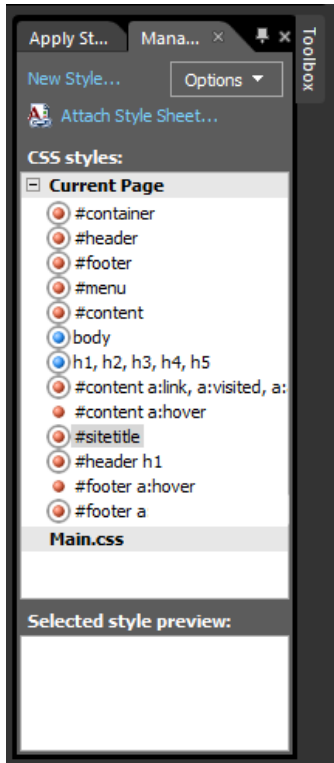 Apply St... Mana...
Toolbox
New Style... Options
Attach Style Sheet...
CSS styles:
Current Page
#container
#header
#footer
#menu
#content
body
h1, h2, h3, h4, h5
#content a:link, a:visited, a:
#content a:hover
#sitetitle
#header h1
#footer a:hover
#footer a
Main.css
Selected style preview: